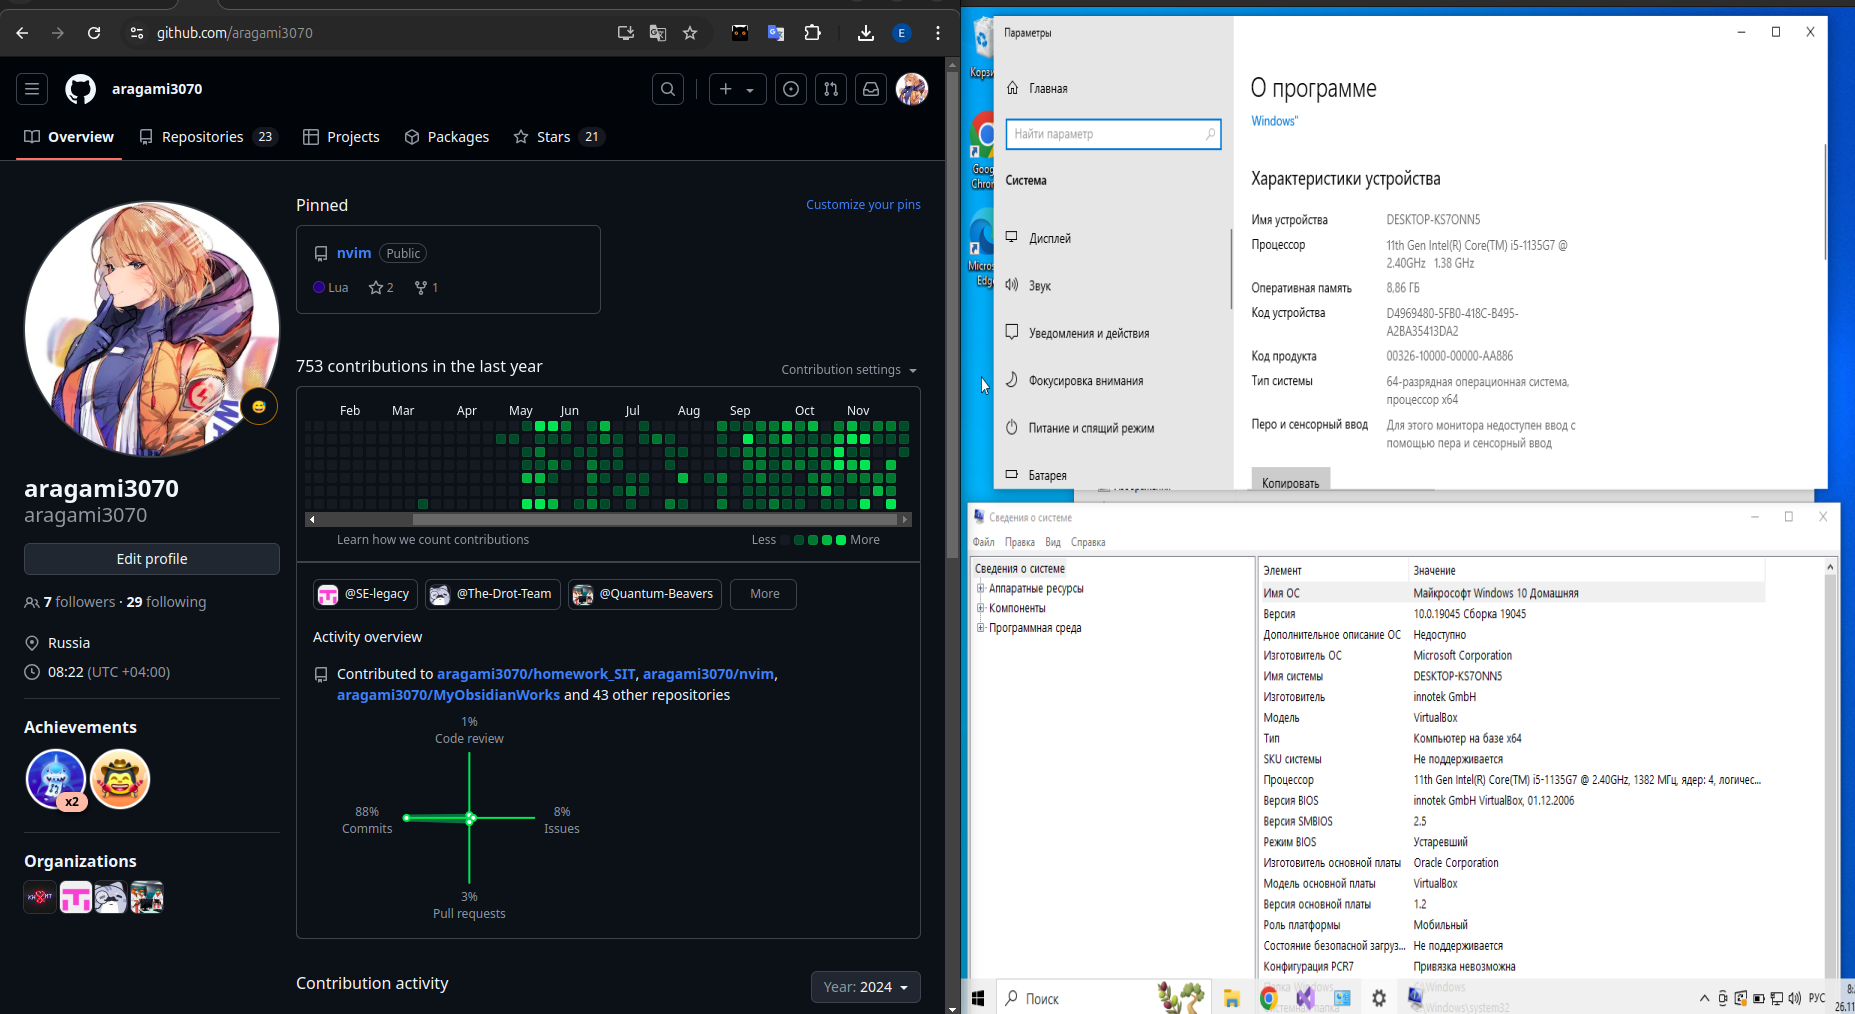 github.com/aragami3070
E
aragami3070
Overview
Repositories 23
Projects
Packages
Stars 21
aragami3070
aragami3070
Edit profile
7 followers · 29 following
Russia
08:22 (UTC +04:00)
Achievements
x2
Organizations
Pinned
Customize your pins
nvim Public
Lua 2 1
753 contributions in the last year
Contribution settings
Feb Mar Apr May Jun Jul Aug Sep Oct Nov
Learn how we count contributions
Less More
@SE-legacy @The-Drot-Team @Quantum-Beavers More
Activity overview
Contributed to aragami3070/homework_SIT, aragami3070/nvim,
aragami3070/MyObsidianWorks and 43 other repositories
1%
Code review
88%
Commits
8%
Issues
3%
Pull requests
Contribution activity
Year: 2024
Параметры
Главная
Найти параметр
Система
Дисплей
Звук
Уведомления и действия
Фокусировка внимания
Питание и спящий режим
Батарея
О программе
Windows"
Характеристики устройства
Имя устройства DESKTOP-KS7ONN5
Процессор 11th Gen Intel(R) Core(TM) i5-1135G7 @
2.40GHz 1.38 GHz
Оперативная память 8,86 ГБ
Код устройства D4969480-5FB0-418C-B495-
A2BA35413DA2
Код продукта 00326-10000-00000-AA886
Тип системы 64-разрядная операционная система,
процессор x64
Перо и сенсорный ввод Для этого монитора недоступен ввод с
помощью пера и сенсорный ввод
Копировать
Сведения о системе
Файл Правка Вид Справка
Сведения о системе
Аппаратные ресурсы
Компоненты
Программная среда
Элемент Значение
Имя ОС Майкрософт Windows 10 Домашняя
Версия 10.0.19045 Сборка 19045
Дополнительное описание ОС Недоступно
Изготовитель ОС Microsoft Corporation
Имя системы DESKTOP-KS7ONN5
Изготовитель innotek GmbH
Модель VirtualBox
Тип Компьютер на базе x64
SKU системы Не поддерживается
Процессор 11th Gen Intel(R) Core(TM) i5-1135G7 @ 2.40GHz, 1382 МГц, ядер: 4, логичес...
Версия BIOS innotek GmbH VirtualBox, 01.12.2006
Версия SMBIOS 2.5
Режим BIOS Устаревший
Изготовитель основной платы Oracle Corporation
Модель основной платы VirtualBox
Версия основной платы 1.2
Роль платформы Мобильный
Состояние безопасной загруз... Не поддерживается
Конфигурация PCR7 Привязка невозможна
Поиск
РУС